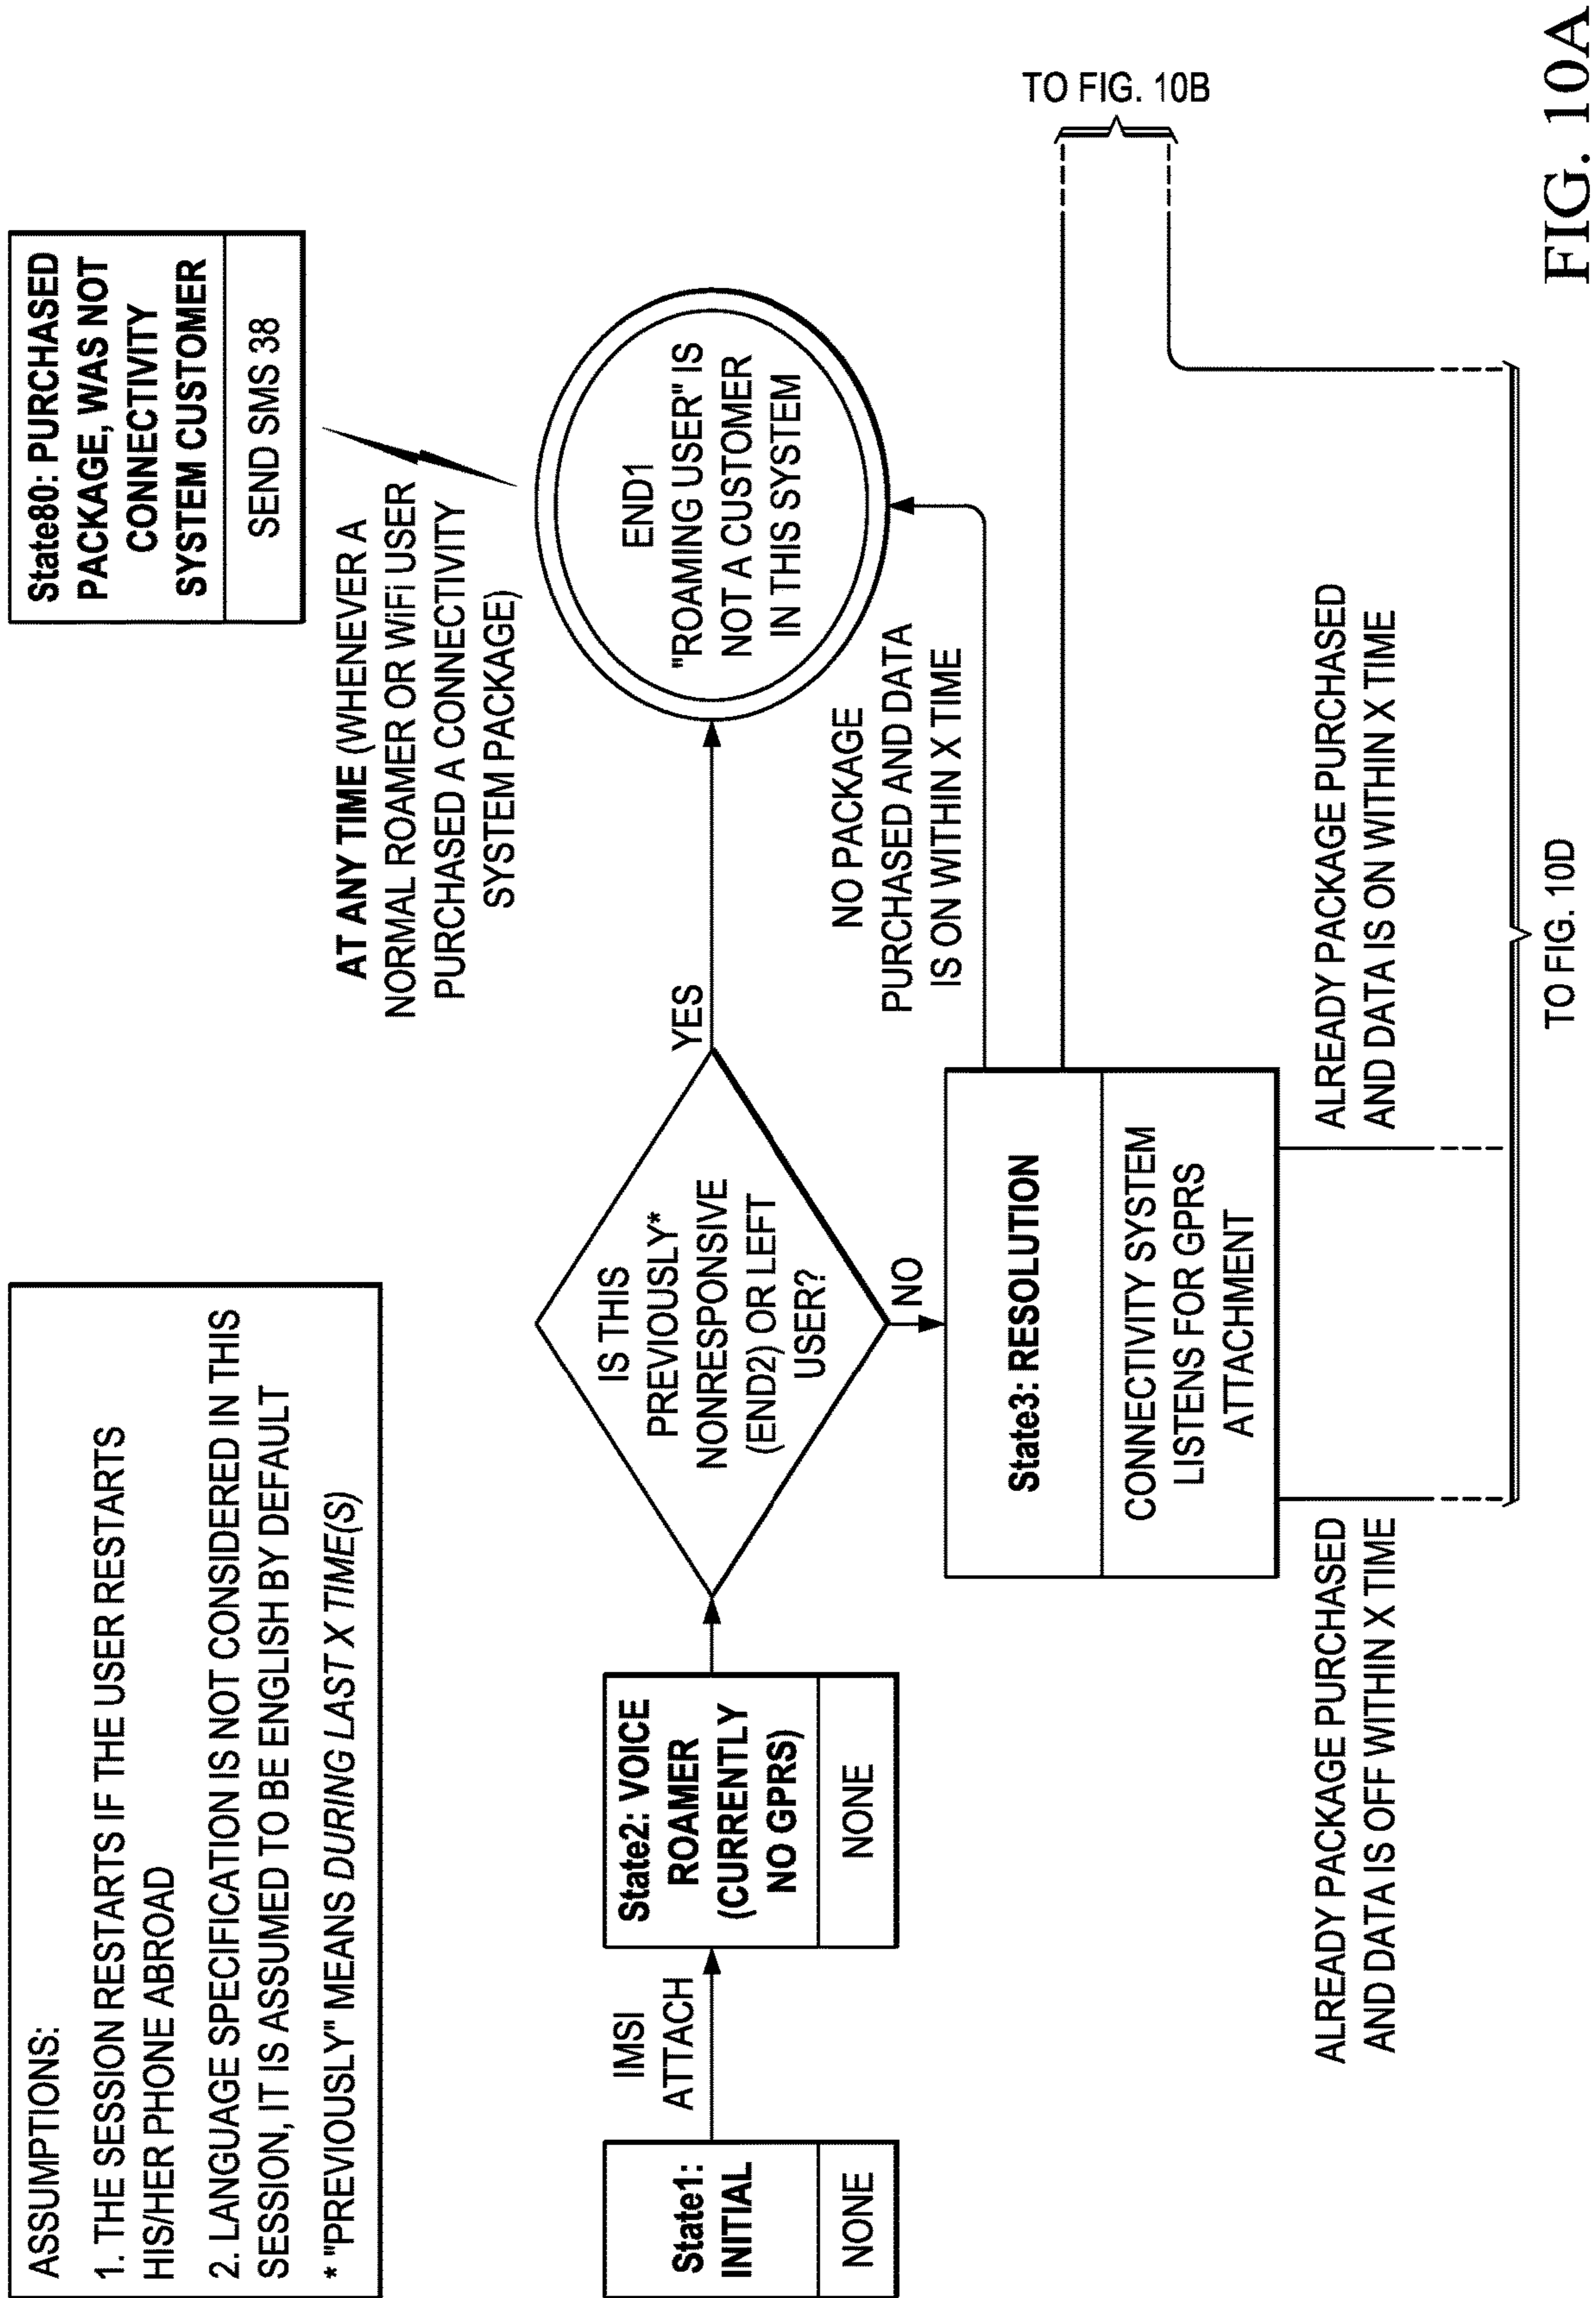 ASSUMPTIONS:
1. THE SESSION RESTARTS IF THE USER RESTARTS
HIS/HER PHONE ABROAD
2. LANGUAGE SPECIFICATION IS NOT CONSIDERED IN THIS
SESSION, IT IS ASSUMED TO BE ENGLISH BY DEFAULT
* "PREVIOUSLY" MEANS DURING LAST X TIME(S)
State80: PURCHASED
PACKAGE, WAS NOT
CONNECTIVITY
SYSTEM CUSTOMER
SEND SMS 38
AT ANY TIME (WHENEVER A
NORMAL ROAMER OR WiFi USER
PURCHASED A CONNECTIVITY
SYSTEM PACKAGE)
State1:
INITIAL
NONE
IMSI
ATTACH
State2: VOICE
ROAMER
(CURRENTLY
NO GPRS)
NONE
IS THIS
PREVIOUSLY*
NONRESPONSIVE
(END2) OR LEFT
USER?
YES
NO
END1
"ROAMING USER" IS
NOT A CUSTOMER
IN THIS SYSTEM
NO PACKAGE
PURCHASED AND DATA
IS ON WITHIN X TIME
State3: RESOLUTION
CONNECTIVITY SYSTEM
LISTENS FOR GPRS
ATTACHMENT
TO FIG. 10B
ALREADY PACKAGE PURCHASED
AND DATA IS OFF WITHIN X TIME
ALREADY PACKAGE PURCHASED
AND DATA IS ON WITHIN X TIME
TO FIG. 10D
FIG. 10A